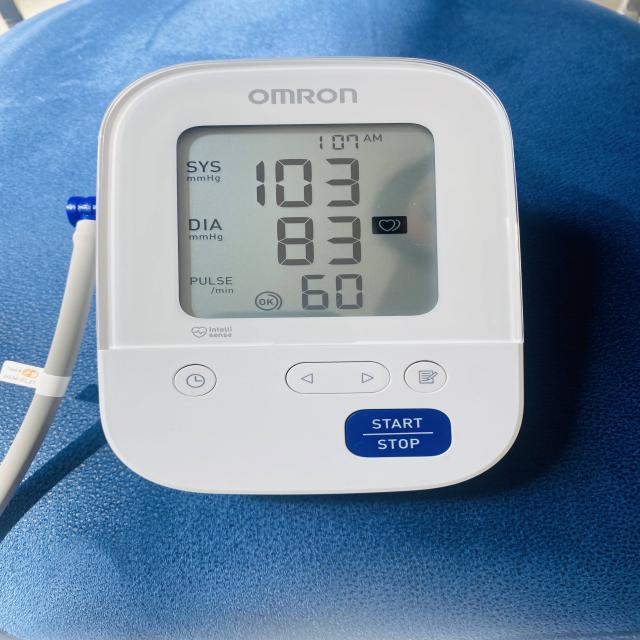 OMRON
1:07 AM
SYS
mmHg
103
DIA
mmHg
83
PULSE
/min
OK
60
intelli
sense
START
STOP